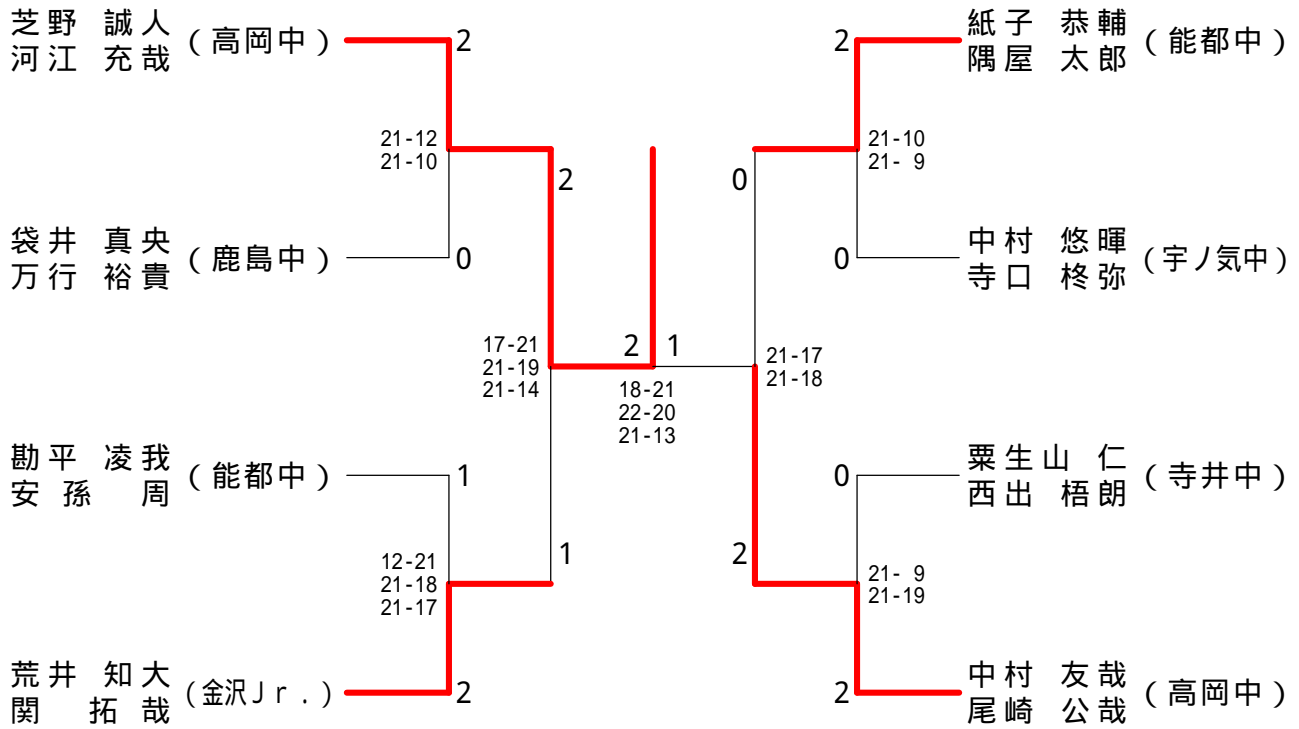 芝野 誠人
河江 充哉
(高岡中)
2
21-12
21-10
袋井 真央
万行 裕貴
(鹿島中)
0
2
17-21
21-19
21-14
勘平 凌我
安孫 周
(能都中)
1
12-21
21-18
21-17
荒井 知大
関 拓哉
(金沢Jr.)
2
1
2
1
18-21
22-20
21-13
紙子 恭輔
隅屋 太郎
(能都中)
2
21-10
21- 9
中村 悠暉
寺口 柊弥
(宇ノ気中)
0
0
21-17
21-18
粟生山 仁
西出 梧朗
(寺井中)
0
21- 9
21-19
2
中村 友哉
尾崎 公哉
(高岡中)
2